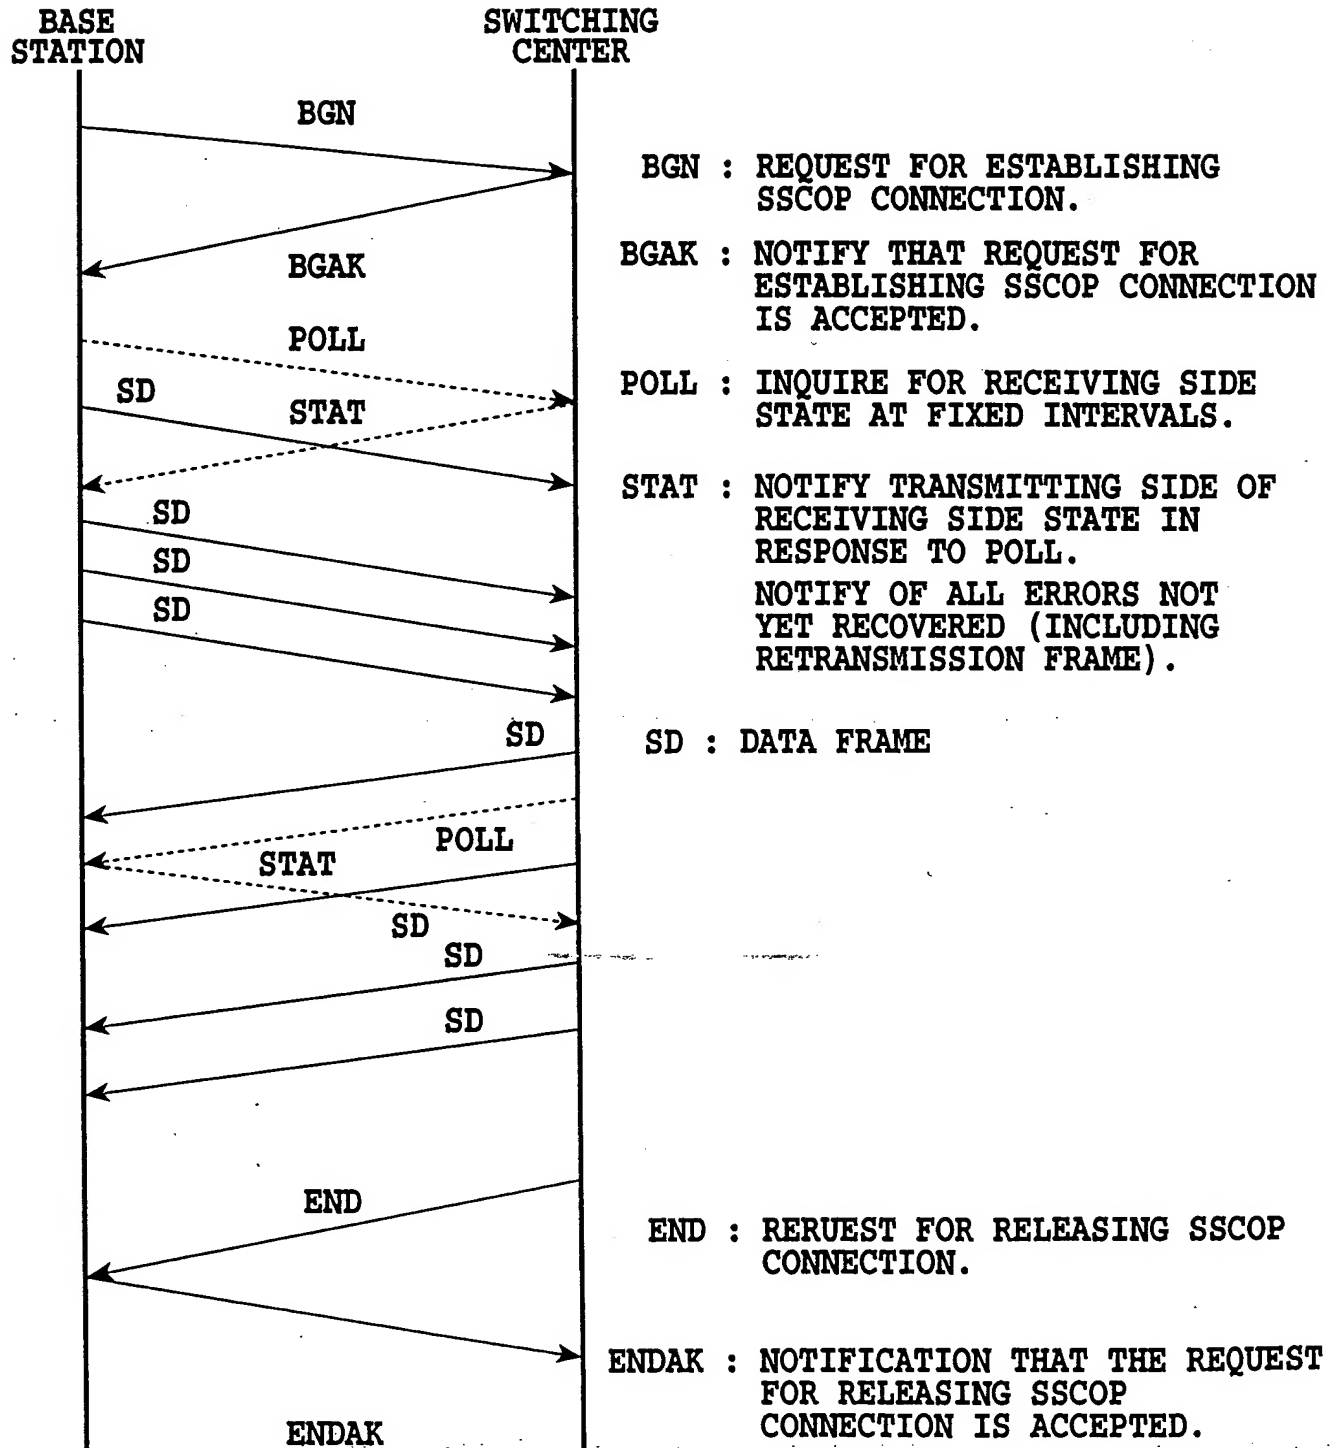 BASE
STATION
SWITCHING
CENTER
BGN
BGN : REQUEST FOR ESTABLISHING
SSCOP CONNECTION.
BGAK
BGAK : NOTIFY THAT REQUEST FOR
ESTABLISHING SSCOP CONNECTION
IS ACCEPTED.
POLL
SD
STAT
POLL : INQUIRE FOR RECEIVING SIDE
STATE AT FIXED INTERVALS.
SD
SD
SD
STAT : NOTIFY TRANSMITTING SIDE OF
RECEIVING SIDE STATE IN
RESPONSE TO POLL.
NOTIFY OF ALL ERRORS NOT
YET RECOVERED (INCLUDING
RETRANSMISSION FRAME).
SD
SD : DATA FRAME
POLL
STAT
SD
SD
SD
END
END : RERUEST FOR RELEASING SSCOP
CONNECTION.
ENDAK : NOTIFICATION THAT THE REQUEST
FOR RELEASING SSCOP
CONNECTION IS ACCEPTED.
ENDAK